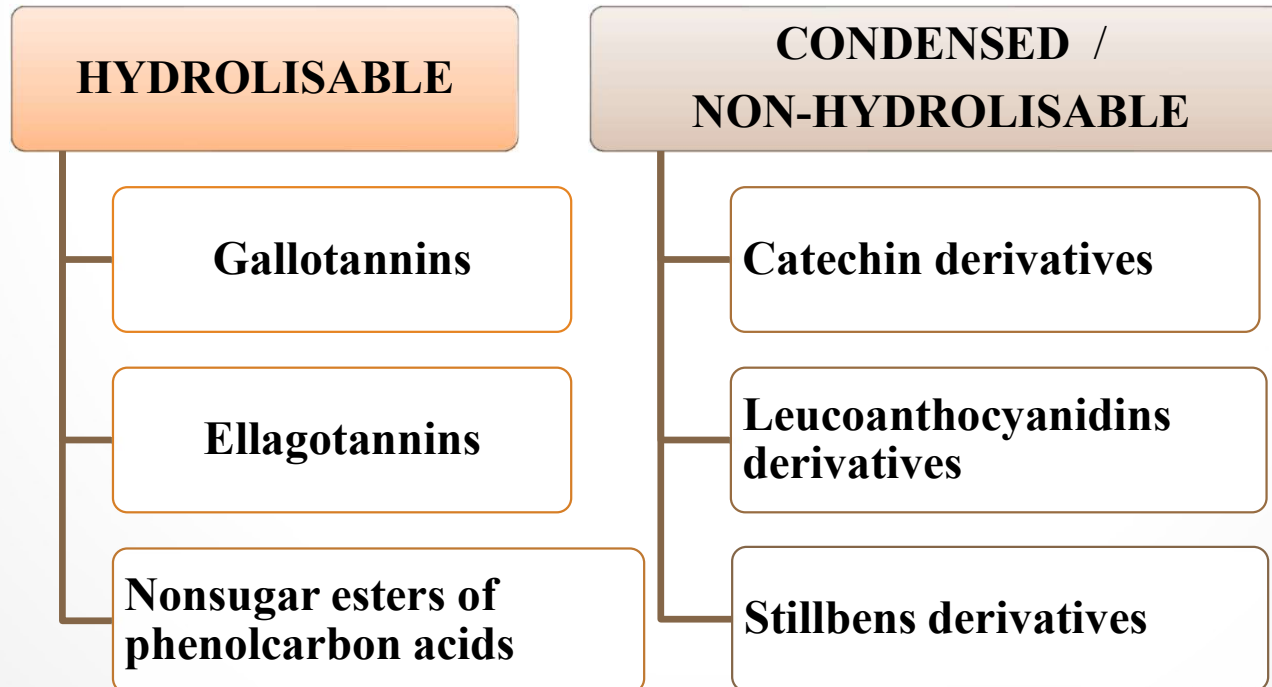 HYDROLISABLE
Gallotannins
Ellagotannins
Nonsugar esters of
phenolcarbon acids
CONDENSED /
NON-HYDROLISABLE
Catechin derivatives
Leucoanthocyanidins
derivatives
Stillbens derivatives